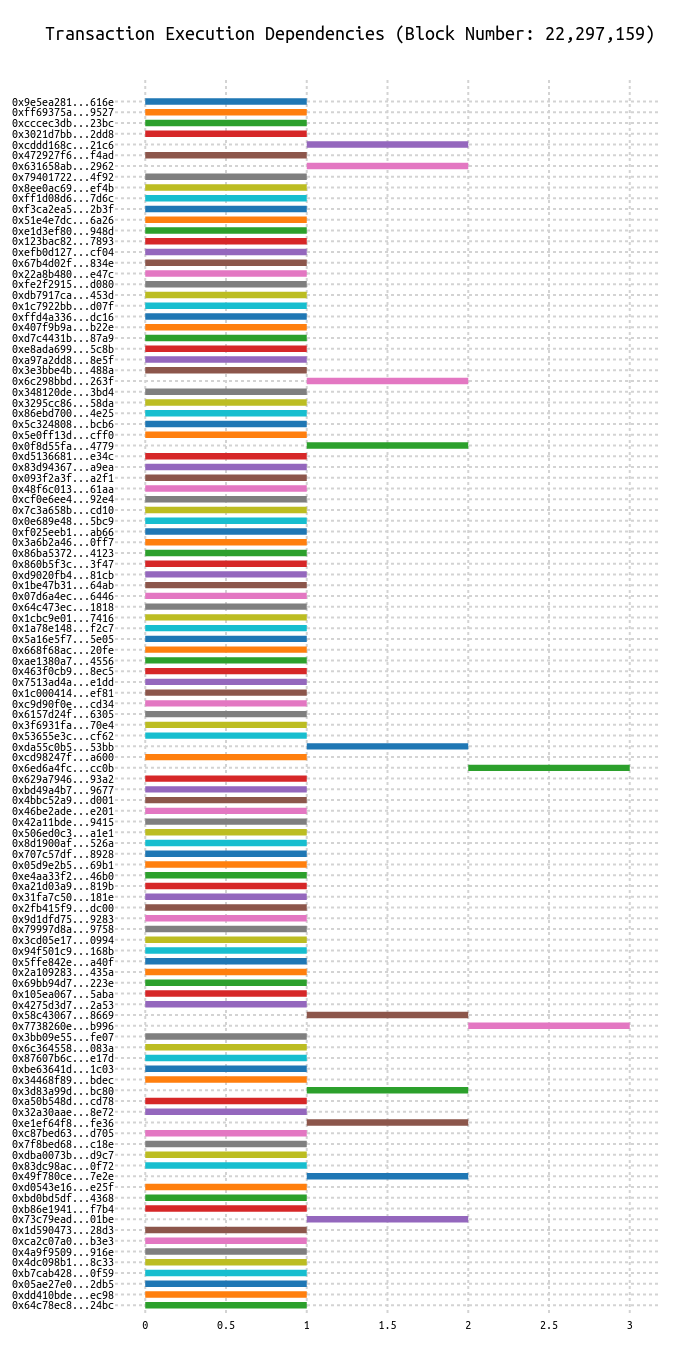 Transaction Execution Dependencies (Block Number: 22,297,159)
0x9e5ea281...616e
0xff69375a...9527
0xcccec3db...23bc
0x3021d7bb...2dd8
0xcddd168c...21c6
0x472927f6...f4ad
0x631658ab...2962
0x79401722...4f92
0x8ee0ac69...ef4b
0xff1d08d6...7d6c
0xf3ca2ea5...2b3f
0x51e4e7dc...6a26
0xe1d3ef80...948d
0x123bac82...7893
0xefb0d127...cf04
0x67b4d02f...834e
0x22a8b480...e47c
0xfe2f2915...d080
0xdb7917ca...453d
0x1c7922bb...d07f
0xffd4a336...dc16
0x407f9b9a...b22e
0xd7c4431b...87a9
0xe8ada699...5c8b
0xa97a2dd8...8e5f
0x3e3bbe4b...488a
0x6c298bbd...263f
0x348120de...3bd4
0x3295cc86...58da
0x86ebd700...4e25
0x5c324808...bcb6
0x5e0ff13d...cff0
0x0f8d55fa...4779
0xd5136681...e34c
0x83d94367...a9ea
0x093f2a3f...a2f1
0x48f6c013...61aa
0xcf0e6ee4...92e4
0x7c3a658b...cd10
0x0e689e48...5bc9
0xf025eeb1...ab66
0x3a6b2a46...0ff7
0x86ba5372...4123
0x860b5f3c...3f47
0xd9020fb4...81cb
0x1be47b31...64ab
0x07d6a4ec...6446
0x64c473ec...1818
0x1cbc9e01...7416
0x1a78e148...f2c7
0x5a16e5f7...5e05
0x668f68ac...20fe
0xae1380a7...4556
0x463f0cb9...8ec5
0x7513ad4a...e1dd
0x1c000414...ef81
0xc9d90f0e...cd34
0x6157d24f...6305
0x3f6931fa...70e4
0x53655e3c...cf62
0xda55c0b5...53bb
0xcd98247f...a600
0x6ed6a4fc...cc0b
0x629a7946...93a2
0xbd49a4b7...9677
0x4bbc52a9...d001
0x46be2ade...e201
0x42a11bde...9415
0x506ed0c3...a1e1
0x8d1900af...526a
0x707c57df...8928
0x05d9e2b5...69b1
0xe4aa33f2...46b0
0xa21d03a9...819b
0x31fa7c50...181e
0x2fb415f9...dc00
0x9d1dfd75...9283
0x79997d8a...9758
0x3cd05e17...0994
0x94f501c9...168b
0x5ffe842e...a40f
0x2a109283...435a
0x69bb94d7...223e
0x105ea067...5aba
0x4275d3d7...2a53
0x58c43067...8669
0x7738260e...b996
0x3bb09e55...fe07
0x6c364558...083a
0x87607b6c...e17d
0xbe63641d...1c03
0x34468f89...bdec
0x3d83a99d...bc80
0xa50b548d...cd78
0x32a30aae...8e72
0xe1ef64f8...fe36
0xc87bed63...d705
0x7f8bed68...c18e
0xdba0073b...d9c7
0x83dc98ac...0f72
0x49f780ce...7e2e
0xd0543e16...e25f
0xbd0bd5df...4368
0xb86e1941...f7b4
0x73c79ead...01be
0x1d590473...28d3
0xca2c07a0...b3e3
0x4a9f9509...916e
0x4dc098b1...8c33
0xb7cab428...0f59
0x05ae27e0...2db5
0xdd410bde...ec98
0x64c78ec8...24bc
0 0.5 1 1.5 2 2.5 3